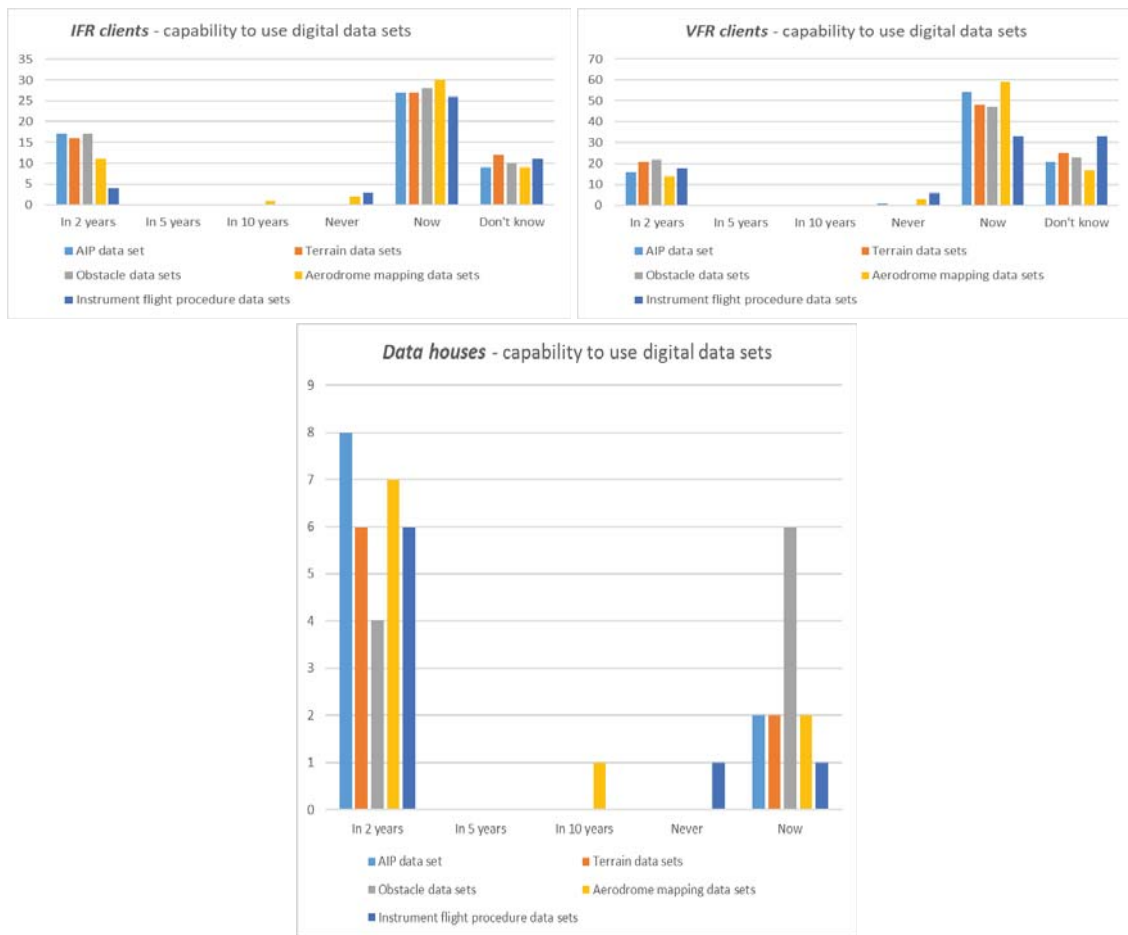 IFR clients - capability to use digital data sets
35
30
25
20
15
10
5
0
In 2 years In 5 years In 10 years Never Now Don't know
AIP data set Terrain data sets
Obstacle data sets Aerodrome mapping data sets
Instrument flight procedure data sets
VFR clients - capability to use digital data sets
70
60
50
40
30
20
10
0
In 2 years In 5 years In 10 years Never Now Don't know
AIP data set Terrain data sets
Obstacle data sets Aerodrome mapping data sets
Instrument flight procedure data sets
Data houses - capability to use digital data sets
9
8
7
6
5
4
3
2
1
0
In 2 years In 5 years In 10 years Never Now
AIP data set Terrain data sets
Obstacle data sets Aerodrome mapping data sets
Instrument flight procedure data sets